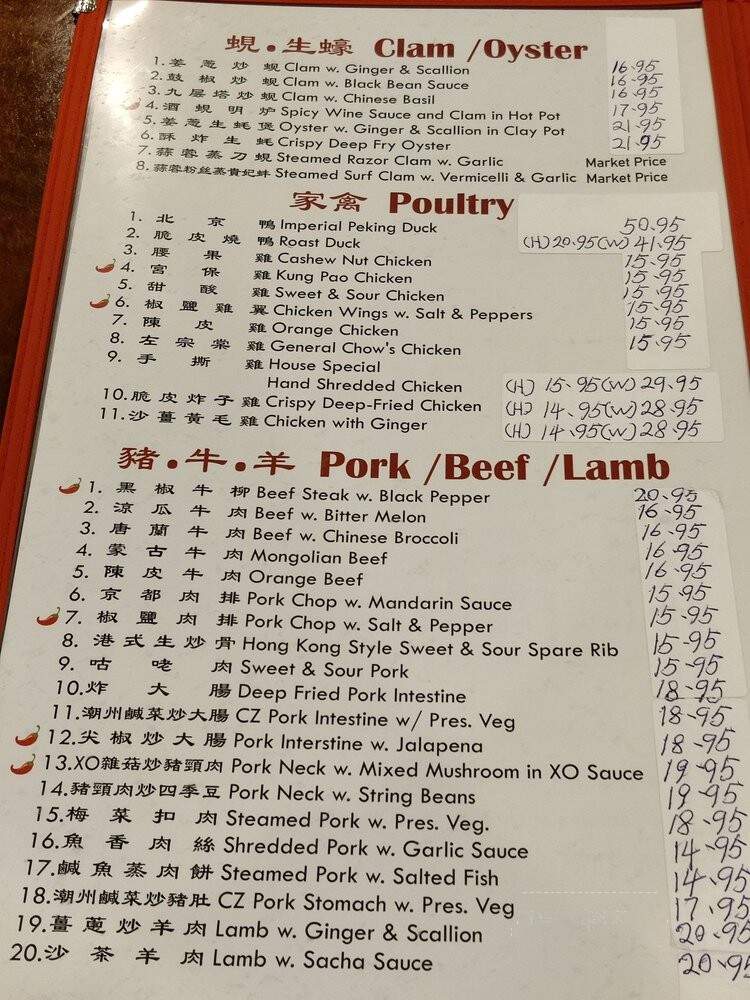 蜆.生蠔 Clam /Oyster
1.姜蔥炒蜆 Clam w. Ginger & Scallion 16.95
2.鼓椒炒蜆 Clam w. Black Bean Sauce 16.95
3.九層塔炒蜆 Clam w. Chinese Basil 16.95
4.酒蜆明炉 Spicy Wine Sauce and Clam in Hot Pot 17.95
5.姜葱生蚝煲 Oyster w. Ginger & Scallion in Clay Pot 21.95
6.酥炸生蚝 Crispy Deep Fry Oyster 21.95
7.蒜蓉蒸刀蜆 Steamed Razor Clam w. Garlic Market Price
8.蒜蓉粉丝蒸貴妃蚌 Steamed Surf Clam w. Vermicelli & Garlic Market Price
家禽 Poultry
1. 北京鴨 Imperial Peking Duck 50.95
2. 脆皮燒鴨 Roast Duck (H) 20.95 (W) 41.95
3. 腰果雞 Cashew Nut Chicken 15.95
4. 宮保雞 Kung Pao Chicken 15.95
5. 甜酸雞 Sweet & Sour Chicken 15.95
6. 椒鹽雞翼 Chicken Wings w. Salt & Peppers 15.95
7. 陳皮雞 Orange Chicken 15.95
8. 左宗棠雞 General Chow's Chicken 15.95
9. 手撕雞 House Special
Hand Shredded Chicken (H) 15.95 (W) 29.95
10.脆皮炸子雞 Crispy Deep-Fried Chicken (H) 14.95 (W) 28.95
11.沙薑黃毛雞 Chicken with Ginger (H) 14.95 (W) 28.95
豬.牛.羊 Pork /Beef /Lamb
1. 黑椒牛柳 Beef Steak w. Black Pepper 20.95
2. 涼瓜牛肉 Beef w. Bitter Melon 16.95
3. 唐蘭牛肉 Beef w. Chinese Broccoli 16.95
4. 蒙古牛肉 Mongolian Beef 16.95
5. 陳皮牛肉 Orange Beef 16.95
6. 京都肉排 Pork Chop w. Mandarin Sauce 15.95
7. 椒鹽肉排 Pork Chop w. Salt & Pepper 15.95
8. 港式生炒骨 Hong Kong Style Sweet & Sour Spare Rib 15.95
9. 咕咾肉 Sweet & Sour Pork 15.95
10.炸大腸 Deep Fried Pork Intestine 18.95
11.潮州鹹菜炒大腸 CZ Pork Intestine w/ Pres. Veg 18.95
12.尖椒炒大腸 Pork Interstine w. Jalapena 18.95
13.XO雜菇炒豬頸肉 Pork Neck w. Mixed Mushroom in XO Sauce 19.95
14.豬頸肉炒四季豆 Pork Neck w. String Beans 19.95
15.梅菜扣肉 Steamed Pork w. Pres. Veg. 18.95
16.魚香肉絲 Shredded Pork w. Garlic Sauce 14.95
17.鹹魚蒸肉餅 Steamed Pork w. Salted Fish 14.95
18.潮州鹹菜炒豬肚 CZ Pork Stomach w. Pres. Veg 17.95
19.薑蔥炒羊肉 Lamb w. Ginger & Scallion 20.95
20.沙茶羊肉 Lamb w. Sacha Sauce 20.95